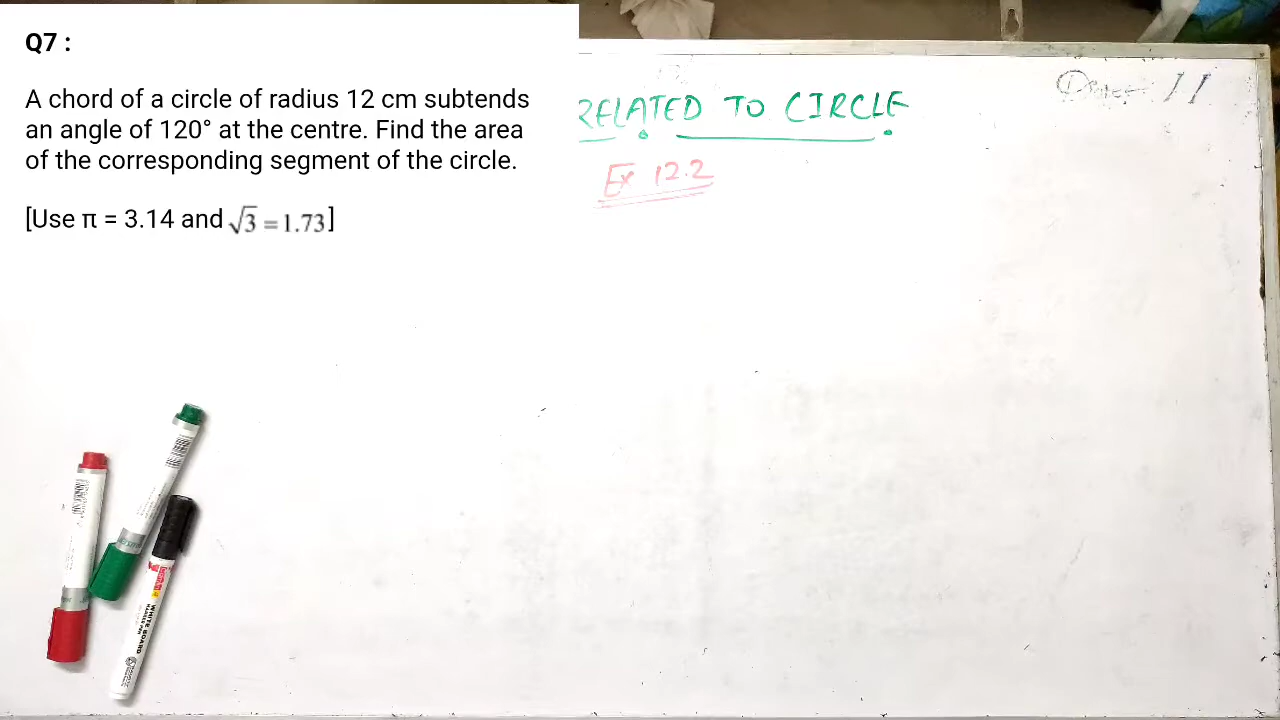 Q7 :
A chord of a circle of radius 12 cm subtends
an angle of 120° at the centre. Find the area
of the corresponding segment of the circle.
[Use π = 3.14 and √3 = 1.73]
RELATED TO CIRCLE
Ex 12.2